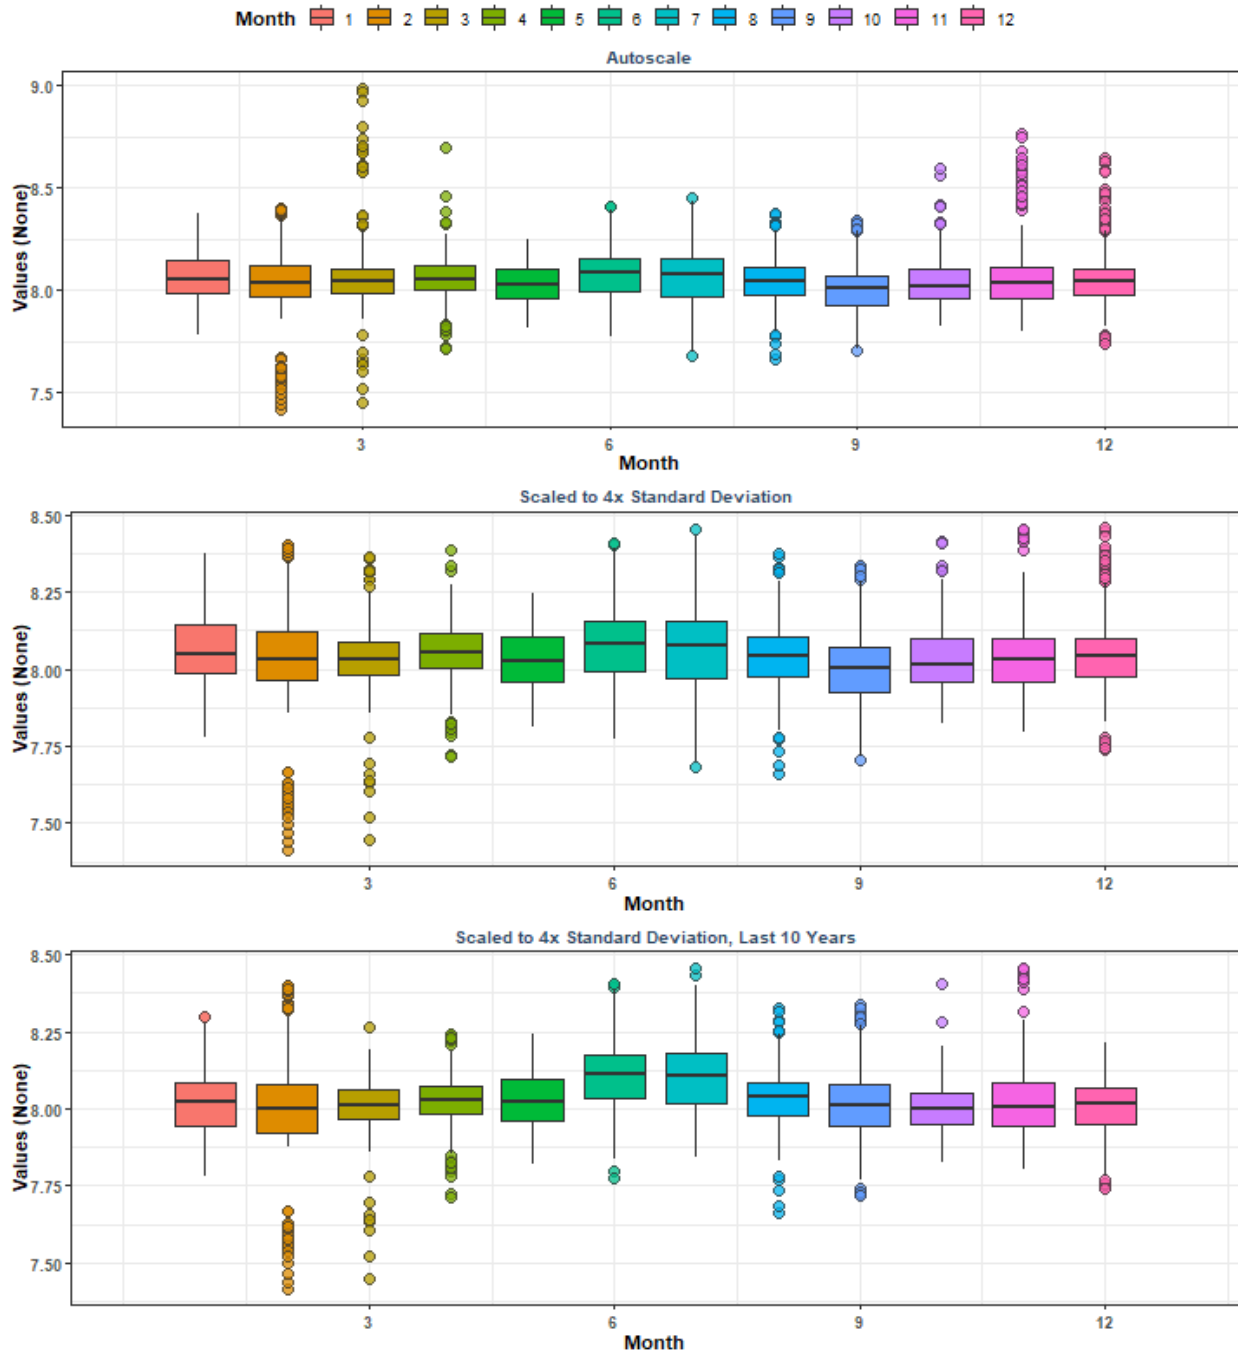 Month 1 2 3 4 5 6 7 8 9 10 11 12
Autoscale
Values (None)
9.0
8.5
8.0
7.5
3 6 9 12
Month
Scaled to 4x Standard Deviation
Values (None)
8.50
8.25
8.00
7.75
7.50
3 6 9 12
Month
Scaled to 4x Standard Deviation, Last 10 Years
Values (None)
8.50
8.25
8.00
7.75
7.50
3 6 9 12
Month